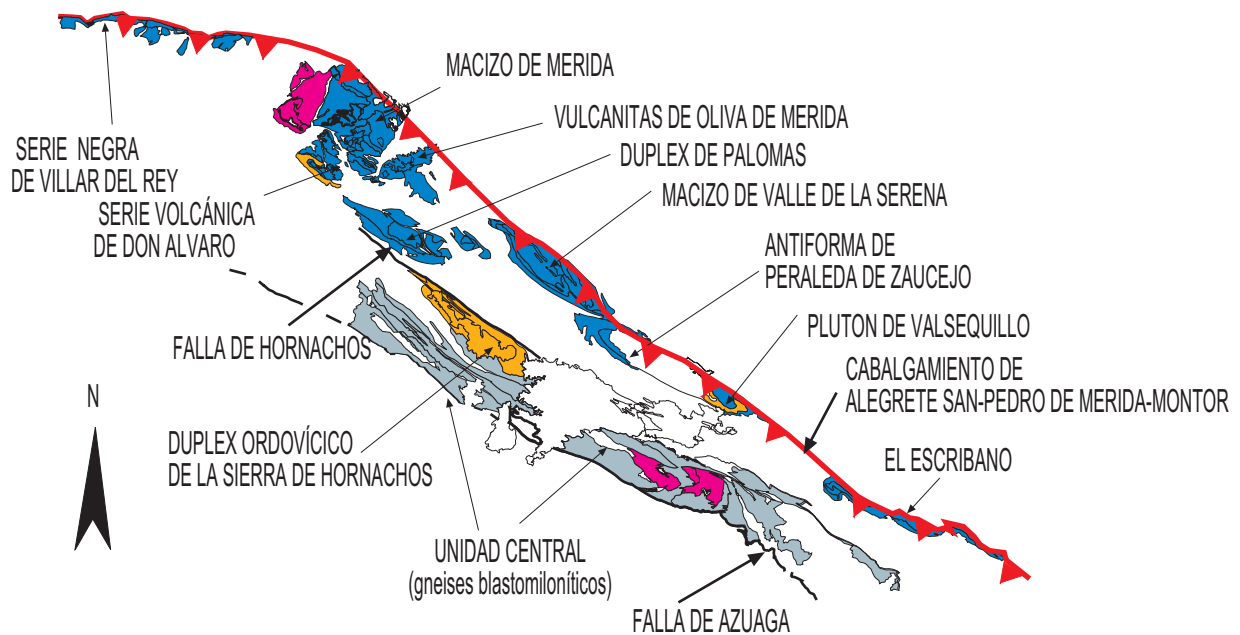 MACIZO DE MERIDA
VULCANITAS DE OLIVA DE MERIDA
DUPLEX DE PALOMAS
MACIZO DE VALLE DE LA SERENA
SERIE NEGRA
DE VILLAR DEL REY
SERIE VOLCÁNICA
DE DON ALVARO
ANTIFORMA DE
PERALEDA DE ZAUCEJO
PLUTON DE VALSEQUILLO
FALLA DE HORNACHOS
CABALGAMIENTO DE
ALEGRETE SAN-PEDRO DE MERIDA-MONTOR
N
DUPLEX ORDOVÍCICO
DE LA SIERRA DE HORNACHOS
EL ESCRIBANO
UNIDAD CENTRAL
(gneises blastomiloníticos)
FALLA DE AZUAGA